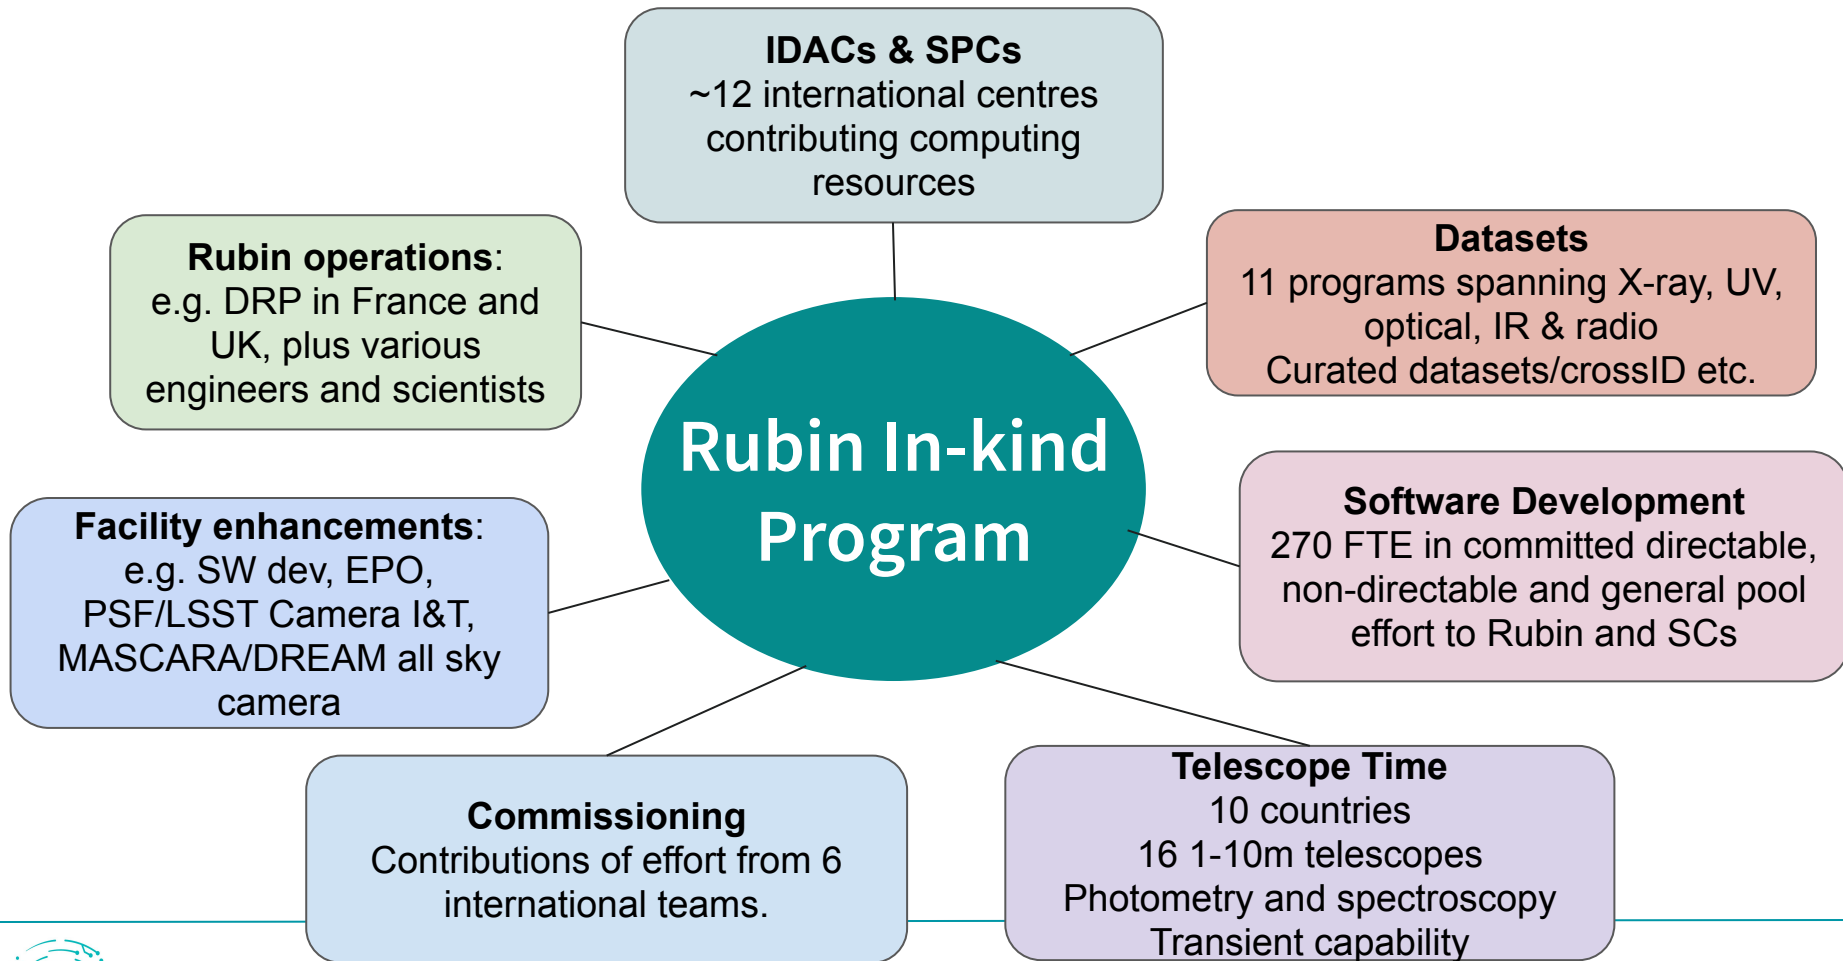 IDACs & SPCs
~12 international centres
contributing computing
resources
Rubin operations:
e.g. DRP in France and
UK, plus various
engineers and scientists
Datasets
11 programs spanning X-ray, UV,
optical, IR & radio
Curated datasets/crossID etc.
Rubin In-kind
Program
Facility enhancements:
e.g. SW dev, EPO,
PSF/LSST Camera I&T,
MASCARA/DREAM all sky
camera
Software Development
270 FTE in committed directable,
non-directable and general pool
effort to Rubin and SCs
Commissioning
Contributions of effort from 6
international teams.
Telescope Time
10 countries
16 1-10m telescopes
Photometry and spectroscopy
Transient capability